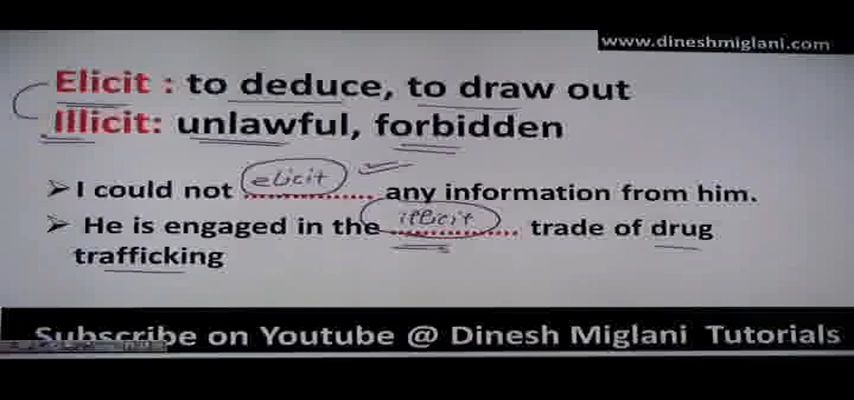 www.dineshmiglani.com
Elicit : to deduce, to draw out
Illicit: unlawful, forbidden
➢I could not elicit any information from him.
➢ He is engaged in the illicit trade of drug
trafficking
Subscribe on Youtube @ Dinesh Miglani Tutorials